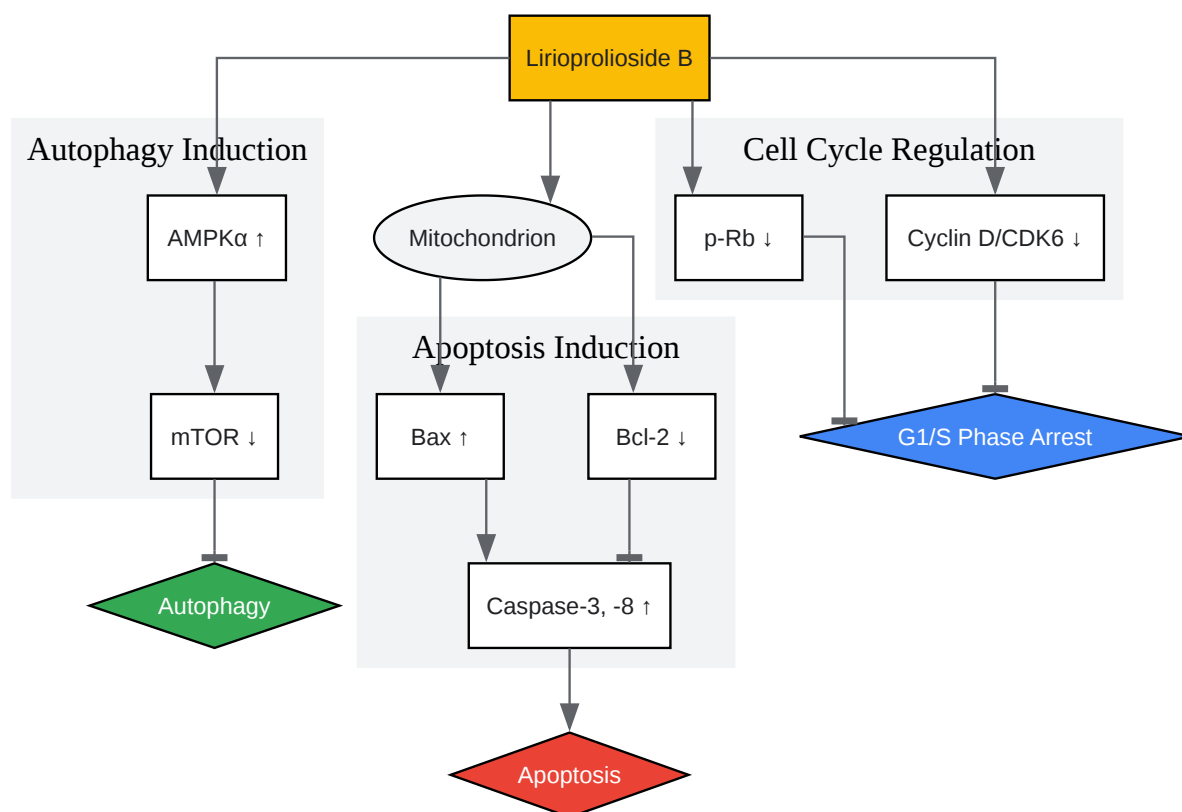 Lirioprolioside B
Autophagy Induction
Cell Cycle Regulation
AMPKα ↑
Mitochondrion
p-Rb ↓
Cyclin D/CDK6 ↓
Apoptosis Induction
mTOR ↓
Bax ↑
Bcl-2 ↓
G1/S Phase Arrest
Autophagy
Caspase-3, -8 ↑
Apoptosis